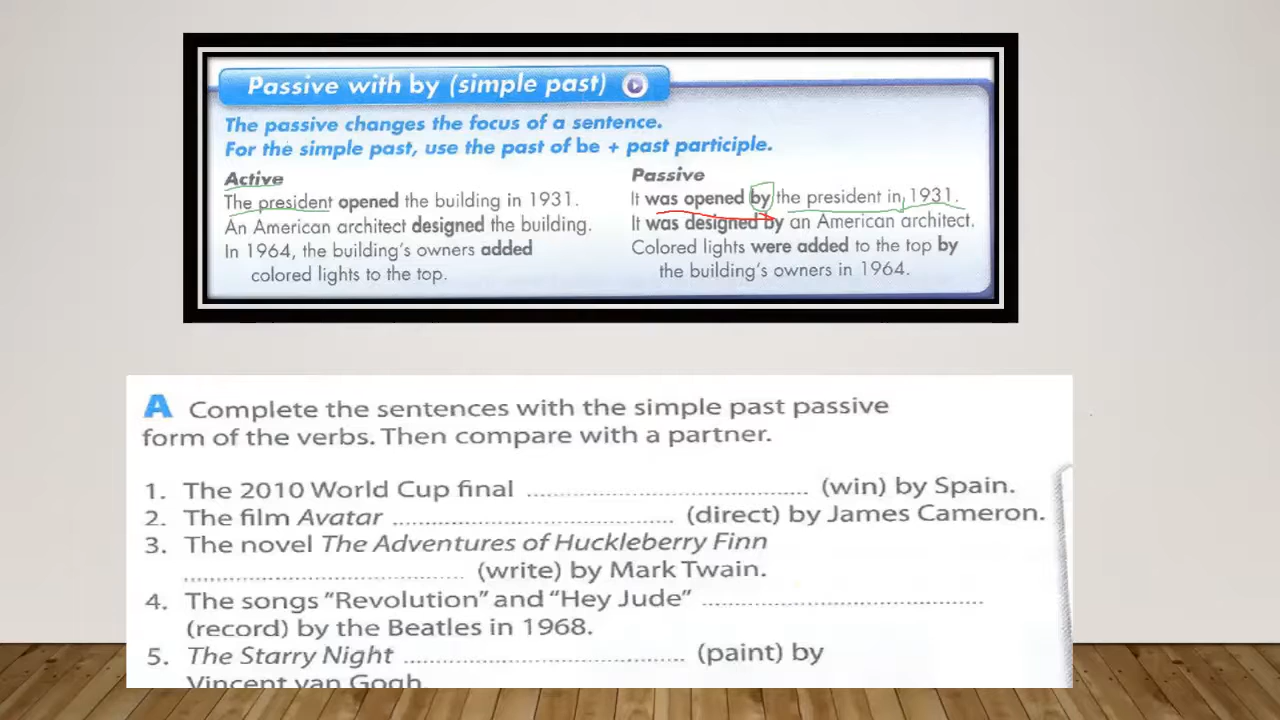 Passive with by (simple past)
The passive changes the focus of a sentence.
For the simple past, use the past of be + past participle.
Active
The president opened the building in 1931.
An American architect designed the building.
In 1964, the building's owners added
colored lights to the top.
Passive
It was opened by the president in 1931.
It was designed by an American architect.
Colored lights were added to the top by
the building's owners in 1964.
A Complete the sentences with the simple past passive
form of the verbs. Then compare with a partner.
1. The 2010 World Cup final ................................ (win) by Spain.
2. The film Avatar ................................ (direct) by James Cameron.
3. The novel The Adventures of Huckleberry Finn
................................ (write) by Mark Twain.
4. The songs “Revolution” and “Hey Jude” ................................
(record) by the Beatles in 1968.
5. The Starry Night ................................ (paint) by
Vincent van Gogh.